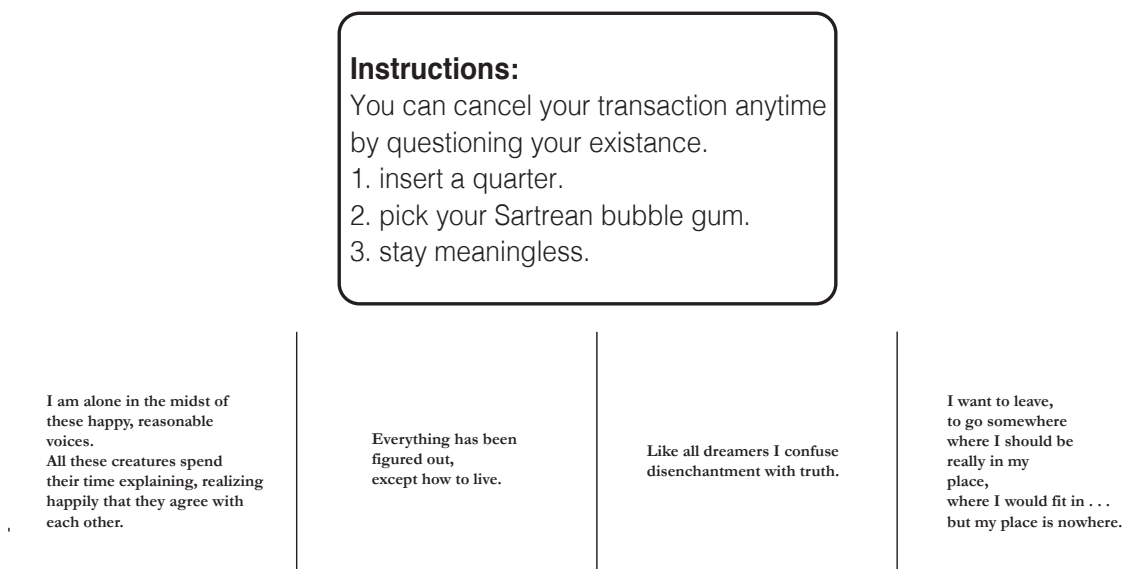 Instructions:
You can cancel your transaction anytime
by questioning your existance.
1. insert a quarter.
2. pick your Sartrean bubble gum.
3. stay meaningless.
I am alone in the midst of
these happy, reasonable
voices.
All these creatures spend
their time explaining, realizing
happily that they agree with
each other.
Everything has been
figured out,
except how to live.
Like all dreamers I confuse
disenchantment with truth.
I want to leave,
to go somewhere
where I should be
really in my
place,
where I would fit in . . .
but my place is nowhere.